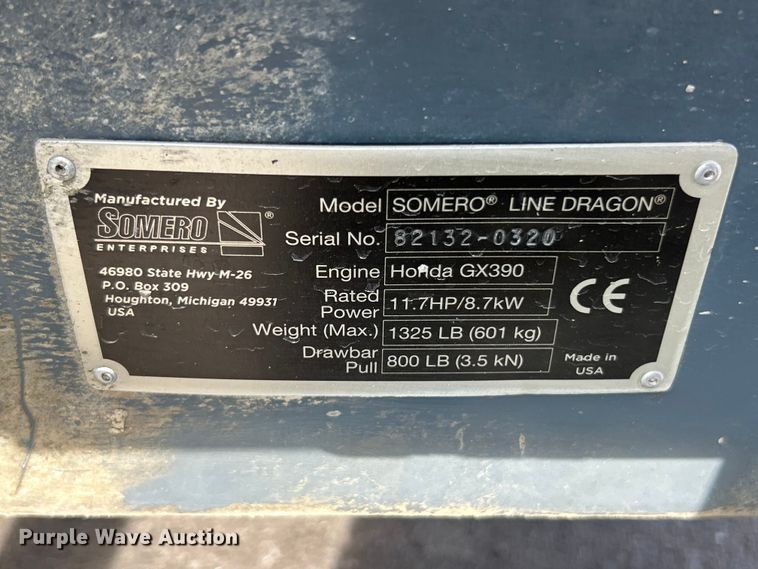 Manufactured By
SOMERO®
ENTERPRISES
46980 State Hwy M-26
P.O. Box 309
Houghton, Michigan 49931
USA
Model SOMERO® LINE DRAGON®
Serial No. 82132-0320
Engine Honda GX390
Rated Power 11.7HP/8.7kW
Weight (Max.) 1325 LB (601 kg)
Drawbar Pull 800 LB (3.5 kN)
CE
Made in
USA
Purple Wave Auction